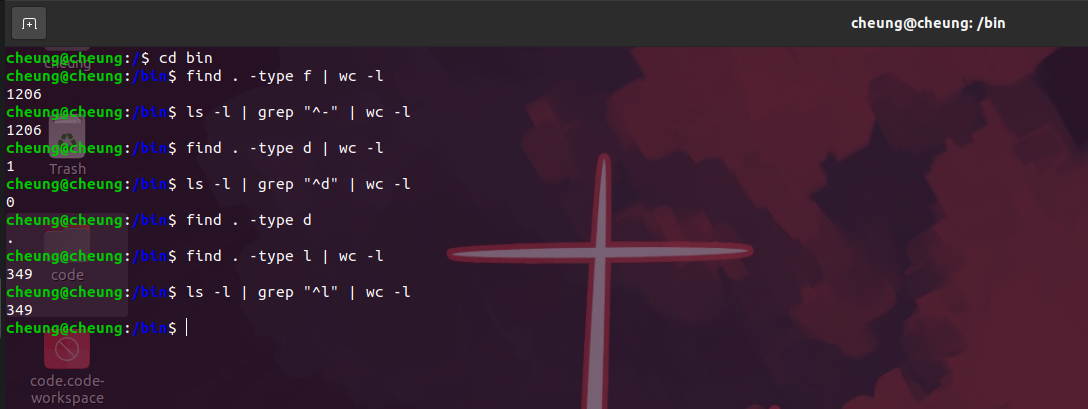 cheung@cheung: /bin
cheung@cheung:/$ cd bin
cheung@cheung:/bin$ find . -type f | wc -l
1206
cheung@cheung:/bin$ ls -l | grep "^-" | wc -l
1206
cheung@cheung:/bin$ find . -type d | wc -l
1
cheung@cheung:/bin$ ls -l | grep "^d" | wc -l
0
cheung@cheung:/bin$ find . -type d
.
cheung@cheung:/bin$ find . -type l | wc -l
349
cheung@cheung:/bin$ ls -l | grep "^l" | wc -l
349
cheung@cheung:/bin$
cheung
Trash
code
code.code-
workspace